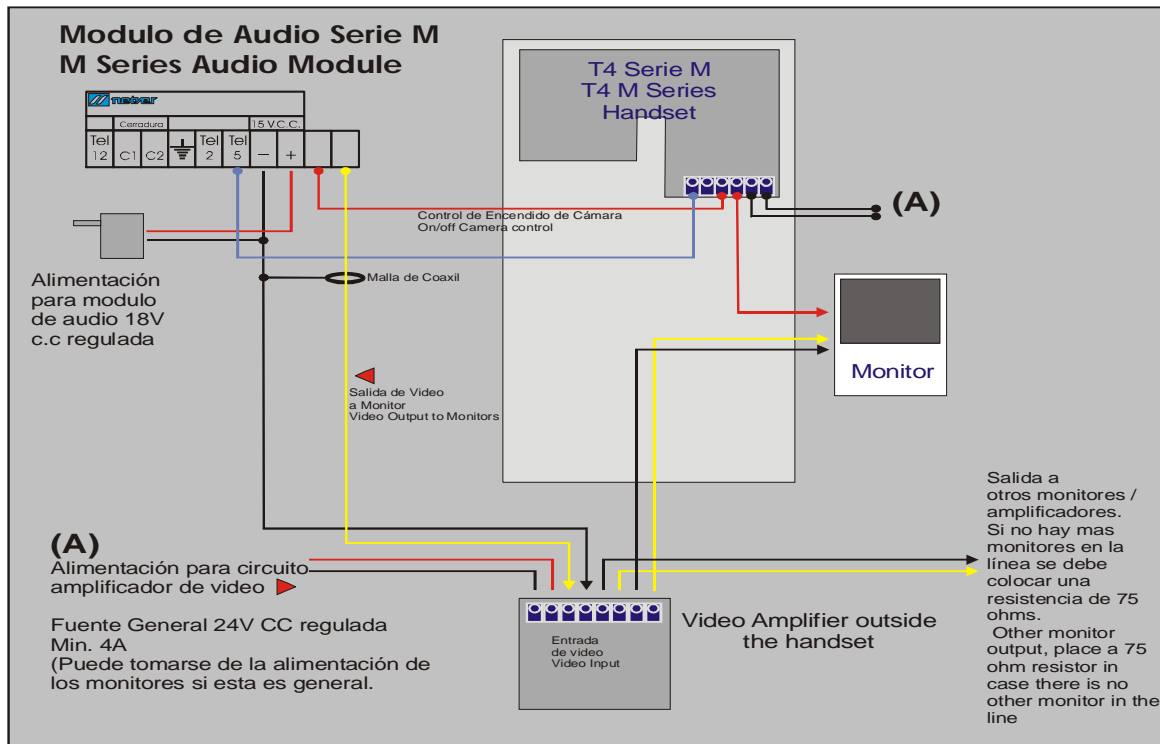 Modulo de Audio Serie M
M Series Audio Module
neber
Cerradura
15 V.C.C.
Tel 12
C1
C2
Tel 2
Tel 5
–
+
T4 Serie M
T4 M Series
Handset
(A)
Control de Encendido de Cámara
On/off Camera control
Malla de Coaxil
Alimentación
para modulo
de audio 18V
c.c regulada
Monitor
Salida de Video
a Monitor
Video Output to Monitors
(A)
Alimentación para circuito
amplificador de video
Fuente General 24V CC regulada
Min. 4A
(Puede tomarse de la alimentación de
los monitores si esta es general.
Entrada
de video
Video Input
Video Amplifier outside
the handset
Salida a
otros monitores /
amplificadores.
Si no hay mas
monitores en la
línea se debe
colocar una
resistencia de 75
ohms.
Other monitor
output, place a 75
ohm resistor in
case there is no
other monitor in the
line